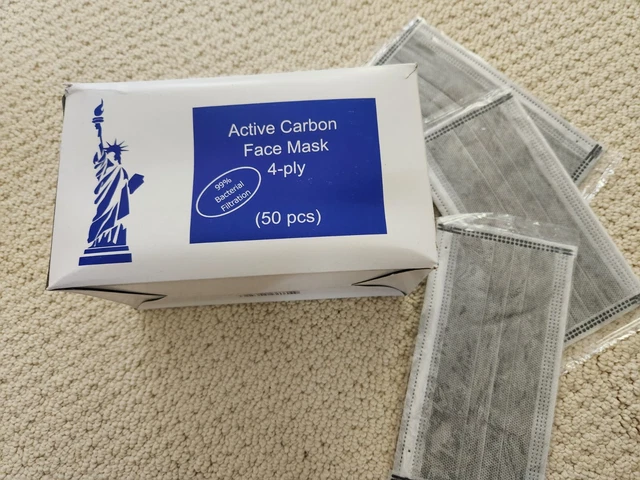 Active Carbon
Face Mask
4-ply
99%
Bacterial
Filtration
(50 pcs)